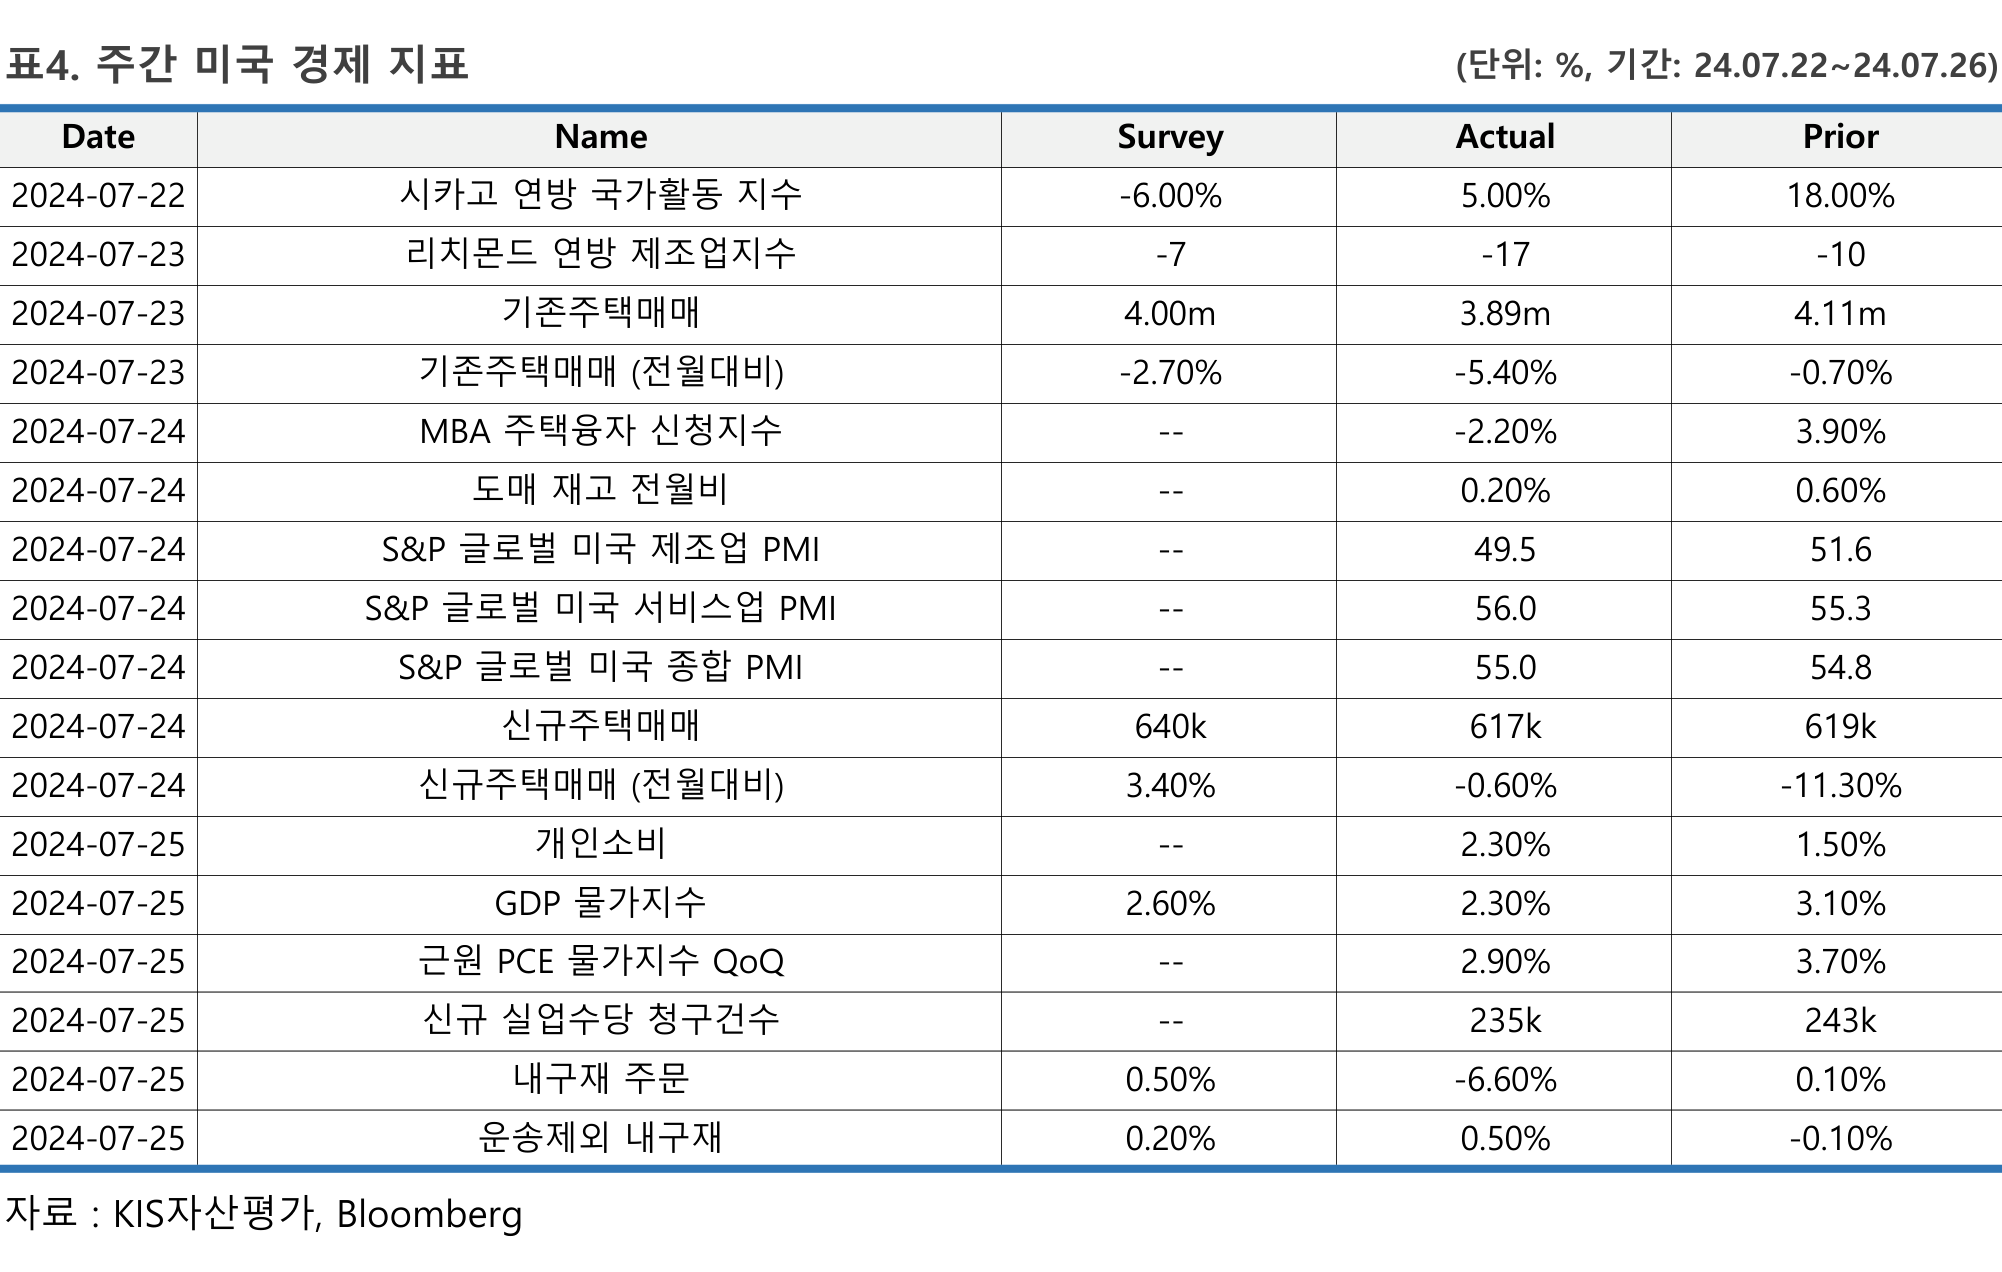 표4. 주간 미국 경제 지표 (단위: %, 기간: 24.07.22~24.07.26)
Date Name Survey Actual Prior
2024-07-22 시카고 연방 국가활동 지수 -6.00% 5.00% 18.00%
2024-07-23 리치몬드 연방 제조업지수 -7 -17 -10
2024-07-23 기존주택매매 4.00m 3.89m 4.11m
2024-07-23 기존주택매매 (전월대비) -2.70% -5.40% -0.70%
2024-07-24 MBA 주택융자 신청지수 -- -2.20% 3.90%
2024-07-24 도매 재고 전월비 -- 0.20% 0.60%
2024-07-24 S&P 글로벌 미국 제조업 PMI -- 49.5 51.6
2024-07-24 S&P 글로벌 미국 서비스업 PMI -- 56.0 55.3
2024-07-24 S&P 글로벌 미국 종합 PMI -- 55.0 54.8
2024-07-24 신규주택매매 640k 617k 619k
2024-07-24 신규주택매매 (전월대비) 3.40% -0.60% -11.30%
2024-07-25 개인소비 -- 2.30% 1.50%
2024-07-25 GDP 물가지수 2.60% 2.30% 3.10%
2024-07-25 근원 PCE 물가지수 QoQ -- 2.90% 3.70%
2024-07-25 신규 실업수당 청구건수 -- 235k 243k
2024-07-25 내구재 주문 0.50% -6.60% 0.10%
2024-07-25 운송제외 내구재 0.20% 0.50% -0.10%
자료 : KIS자산평가, Bloomberg